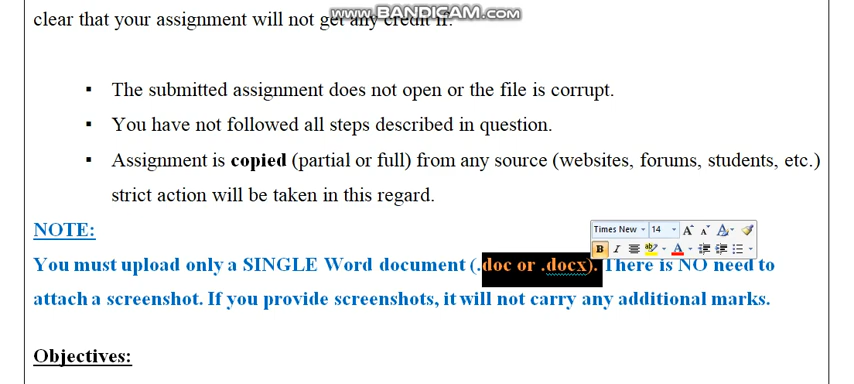 clear that your assignment will not get any credit if:
www.BANDICAM.com
▪ The submitted assignment does not open or the file is corrupt.
▪ You have not followed all steps described in question.
▪ Assignment is copied (partial or full) from any source (websites, forums, students, etc.)
strict action will be taken in this regard.
NOTE:
Times New 14 A A A
B I ab A
You must upload only a SINGLE Word document (.doc or .docx). There is NO need to
attach a screenshot. If you provide screenshots, it will not carry any additional marks.
Objectives: